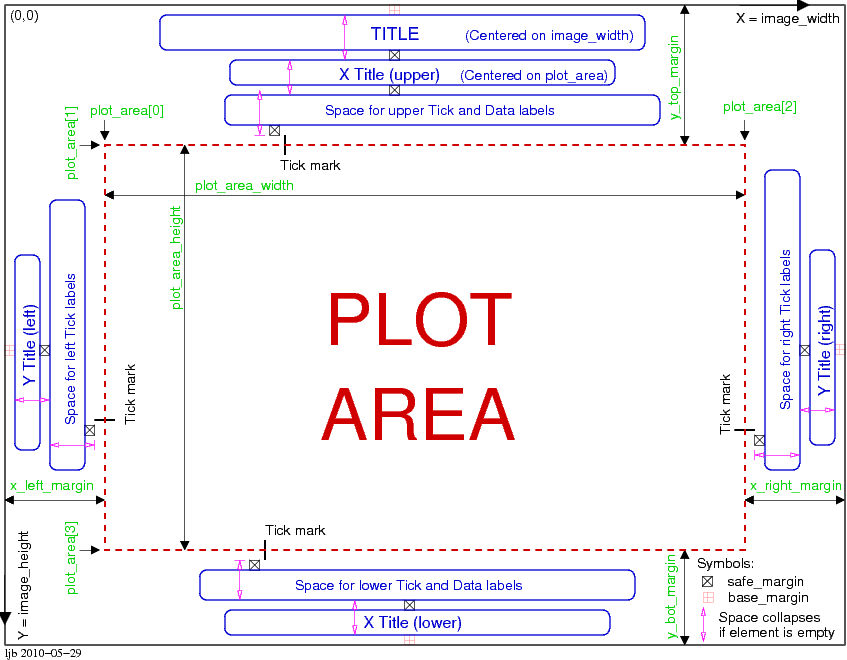 (0,0)
X = image_width
TITLE (Centered on image_width)
X Title (upper) (Centered on plot_area)
Space for upper Tick and Data labels
y_top_margin
plot_area[0]
plot_area[1]
plot_area[2]
Tick mark
plot_area_width
plot_area_height
PLOT
AREA
Y Title (left)
Space for left Tick labels
Tick mark
Tick mark
Space for right Tick labels
Y Title (right)
x_left_margin
x_right_margin
plot_area[3]
Tick mark
Y = image_height
Space for lower Tick and Data labels
X Title (lower)
y_bot_margin
Symbols:
safe_margin
base_margin
Space collapses
if element is empty
ljb 2010-05-29